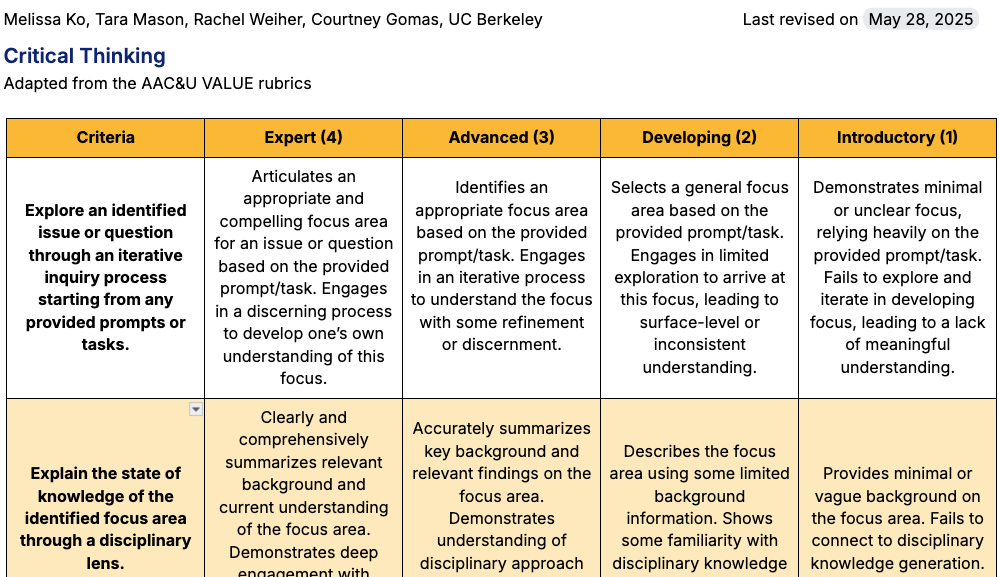 Melissa Ko, Tara Mason, Rachel Weiher, Courtney Gomas, UC Berkeley
Last revised on May 28, 2025
Critical Thinking
Adapted from the AAC&U VALUE rubrics
Criteria
Expert (4)
Advanced (3)
Developing (2)
Introductory (1)
Explore an identified
issue or question
through an iterative
inquiry process
starting from any
provided prompts or
tasks.
Articulates an
appropriate and
compelling focus area
for an issue or question
based on the provided
prompt/task. Engages
in a discerning process
to develop one’s own
understanding of this
focus.
Identifies an
appropriate focus area
based on the provided
prompt/task. Engages
in an iterative process
to understand the focus
with some refinement
or discernment.
Selects a general focus
area based on the
provided prompt/task.
Engages in limited
exploration to arrive at
this focus, leading to
surface-level or
inconsistent
understanding.
Demonstrates minimal
or unclear focus,
relying heavily on the
provided prompt/task.
Fails to explore and
iterate in developing
focus, leading to a lack
of meaningful
understanding.
Explain the state of
knowledge of the
identified focus area
through a disciplinary
lens.
Clearly and
comprehensively
summarizes relevant
background and
current understanding
of the focus area.
Demonstrates deep
engagement with
Accurately summarizes
key background and
relevant findings on the
focus area.
Demonstrates
understanding of
disciplinary approach
Describes the focus
area using some limited
background
information. Shows
some familiarity with
disciplinary knowledge
Provides minimal or
vague background on
the focus area. Fails to
connect to disciplinary
knowledge generation.